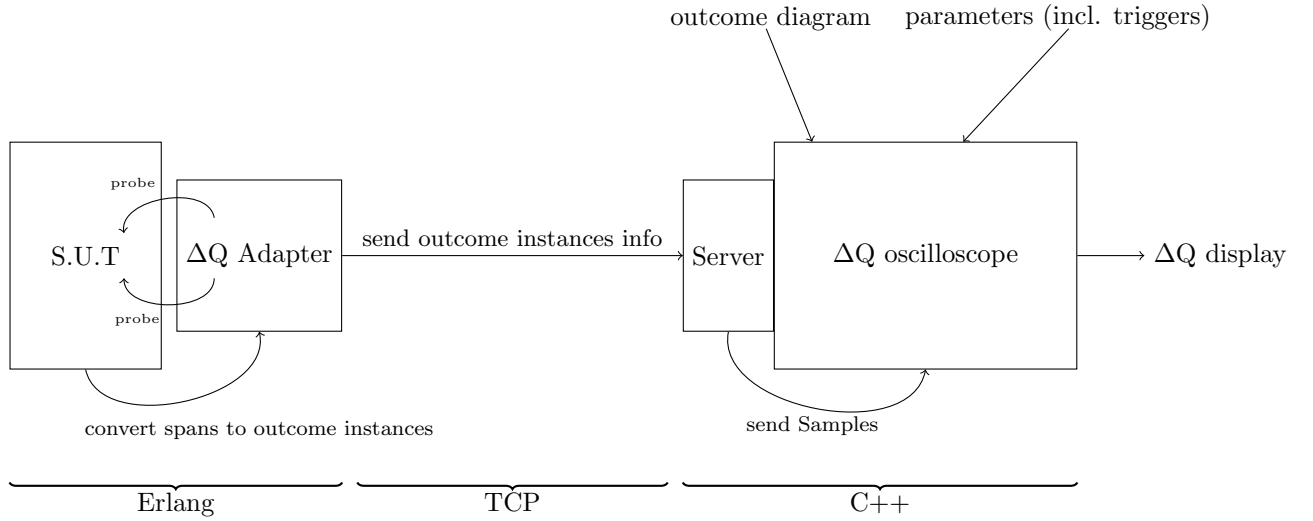 outcome diagram
parameters (incl. triggers)
probe
S.U.T
ΔQ Adapter
send outcome instances info
Server
ΔQ oscilloscope
ΔQ display
probe
convert spans to outcome instances
send Samples
Erlang
TCP
C++